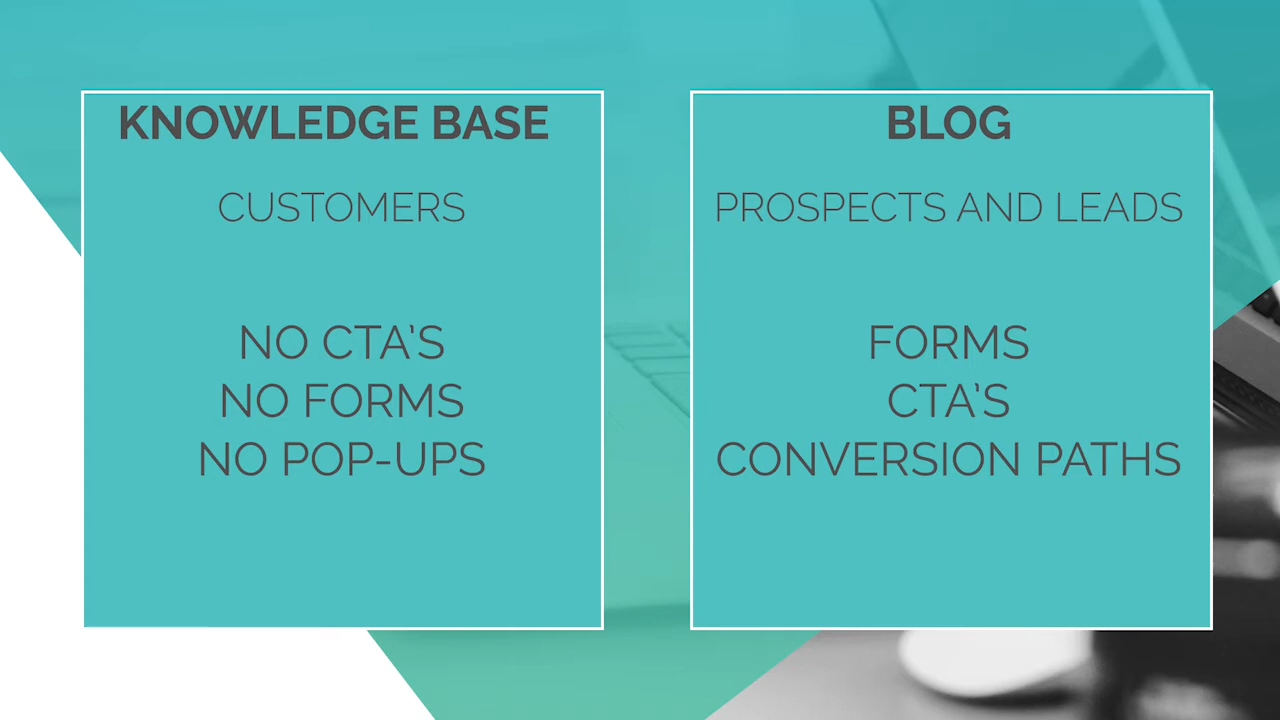 KNOWLEDGE BASE
CUSTOMERS
NO CTA'S
NO FORMS
NO POP-UPS
BLOG
PROSPECTS AND LEADS
FORMS
CTA'S
CONVERSION PATHS